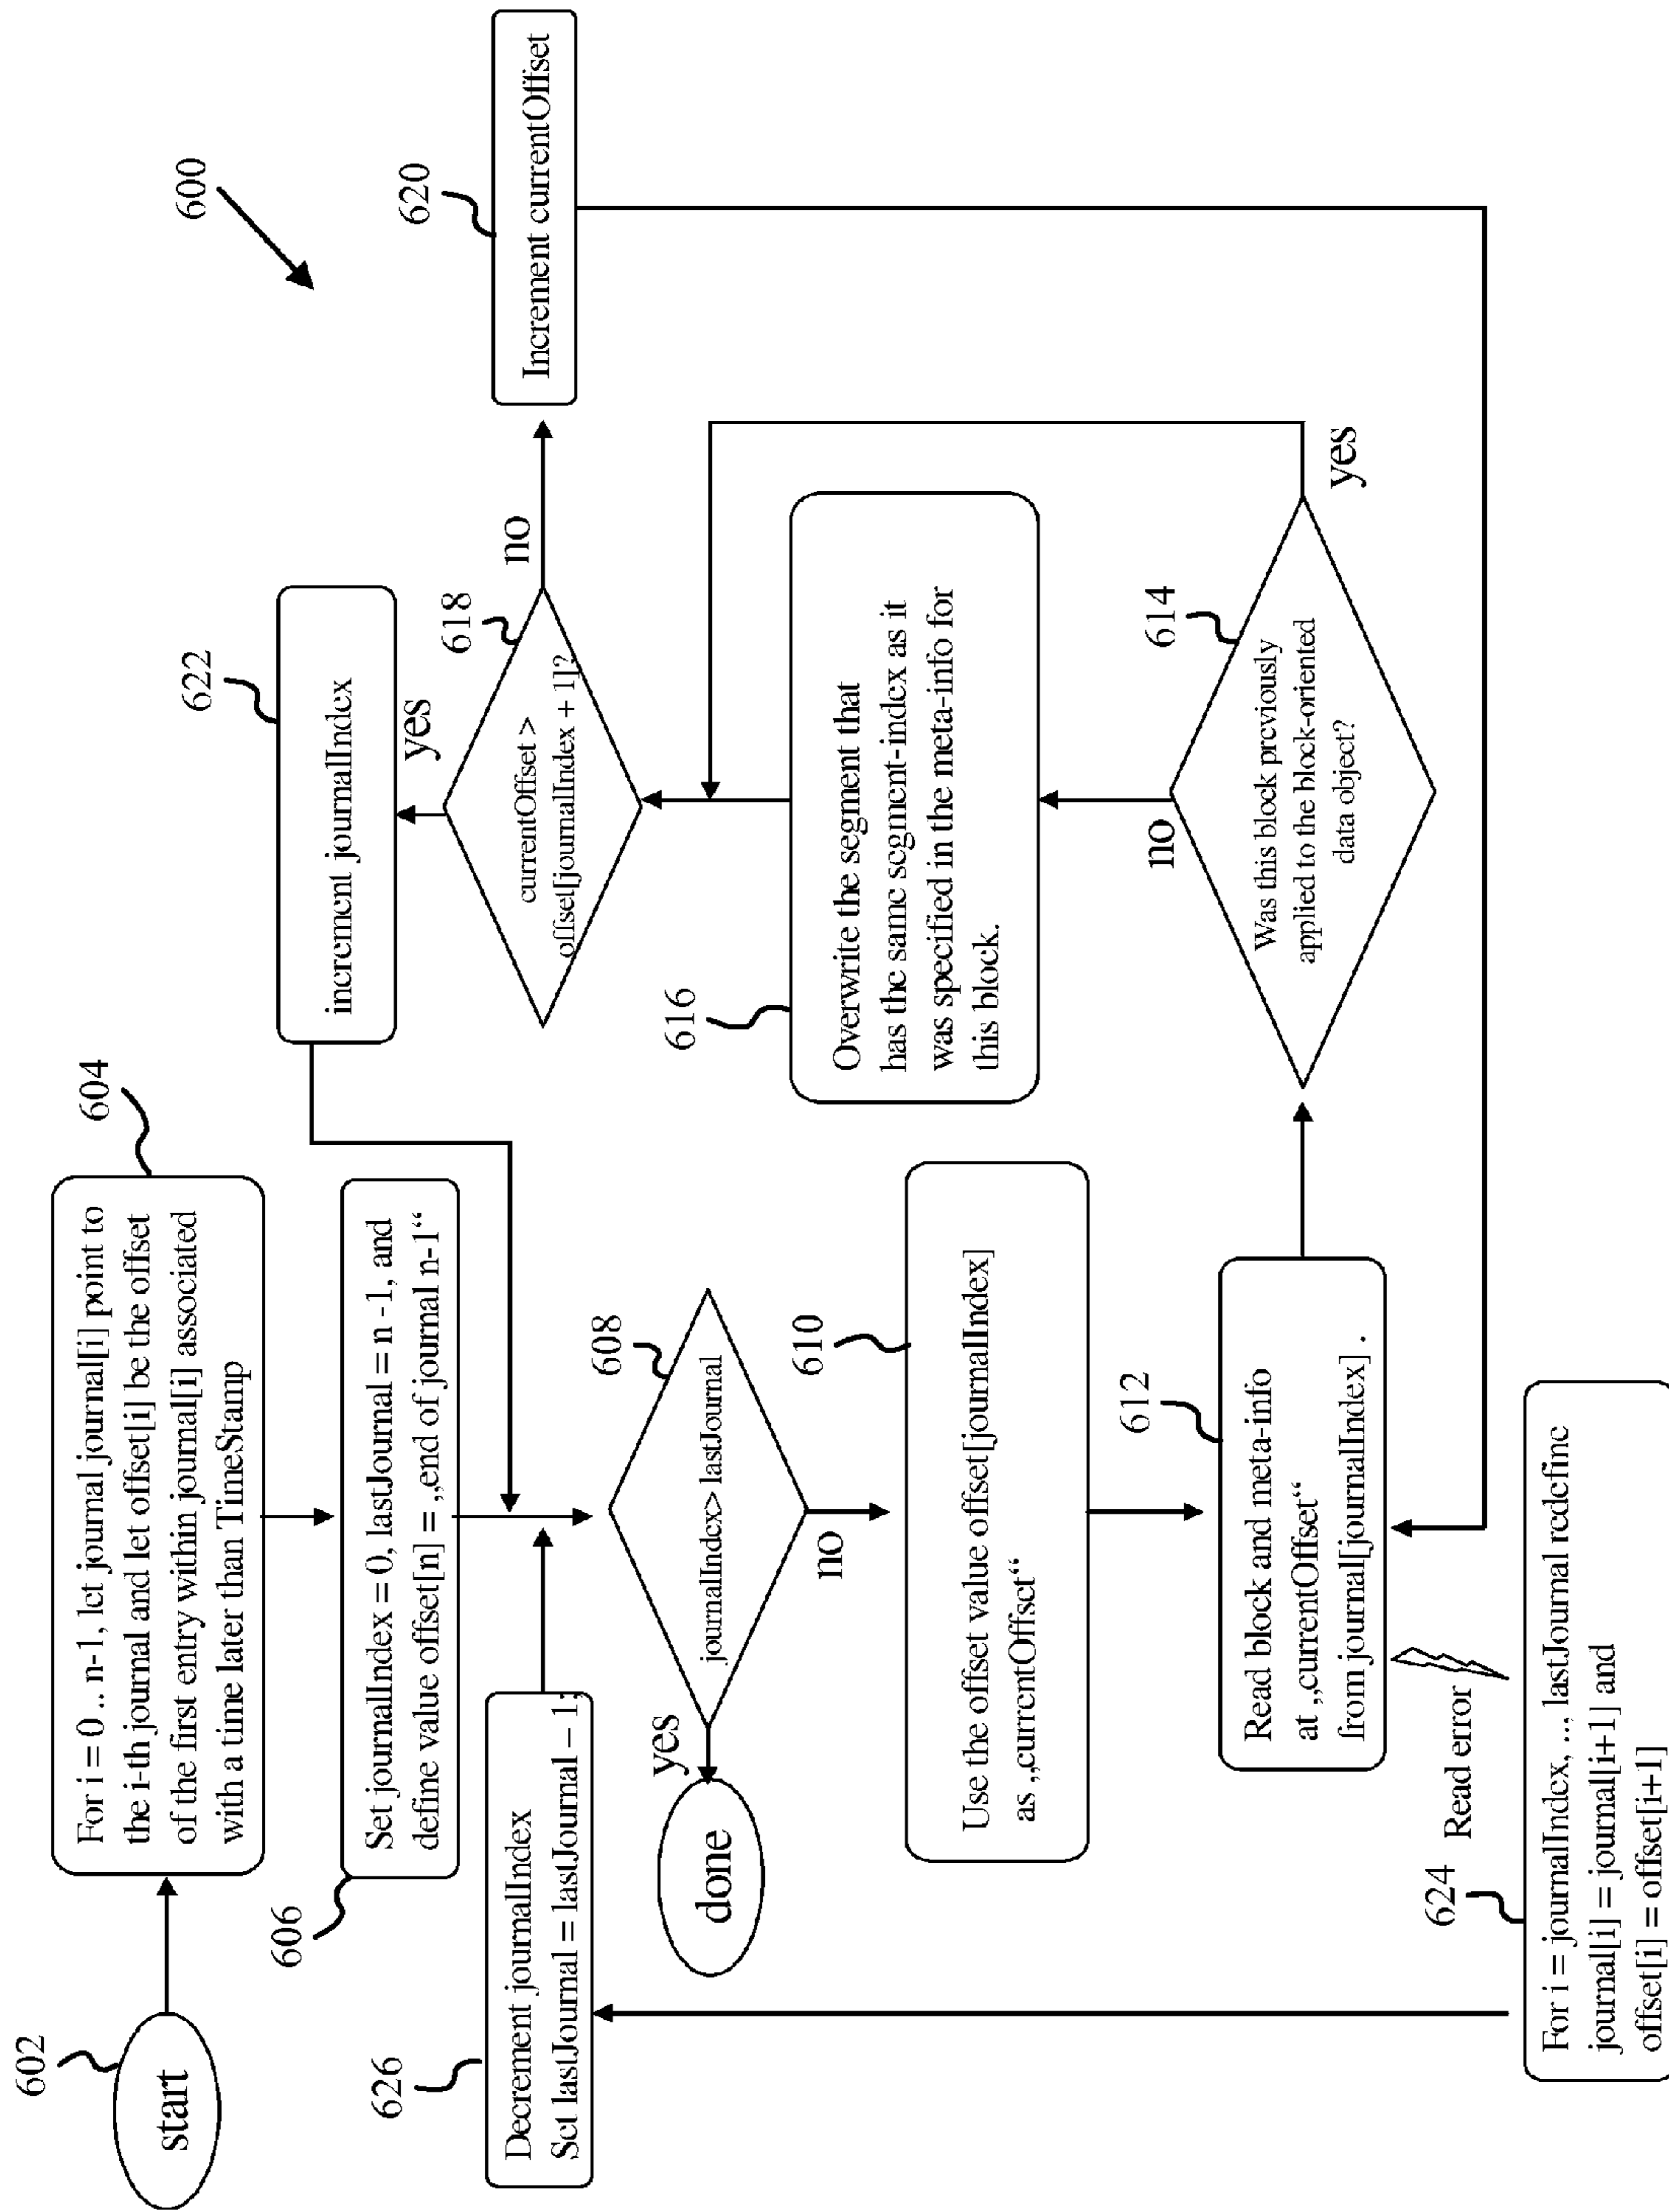 600
602
start
604
For i = 0 .. n-1, let journal journal[i] point to
the i-th journal and let offset[i] be the offset
of the first entry within journal[i] associated
with a time later than TimeStamp
606
Set journalIndex = 0, lastJournal = n -1, and
define value offset[n] = „end of journal n-1“
626
Decrement journalIndex
Set lastJournal = lastJournal – 1;
608
journalIndex> lastJournal
yes
done
no
610
Use the offset value offset[journalIndex]
as „currentOffset“
612
Read block and meta-info
at „currentOffset“
from journal[journalIndex] .
Read error
624
For i = journalIndex, ..., lastJournal redefine
journal[i] = journal[i+1] and
offset[i] = offset[i+1]
614
Was this block previously
applied to the block-oriented
data object?
yes
no
616
Overwrite the segment that
has the same segment-index as it
was specified in the meta-info for
this block.
618
currentOffset >
offset[journalIndex + 1]?
yes
no
622
increment journalIndex
620
Increment currentOffset